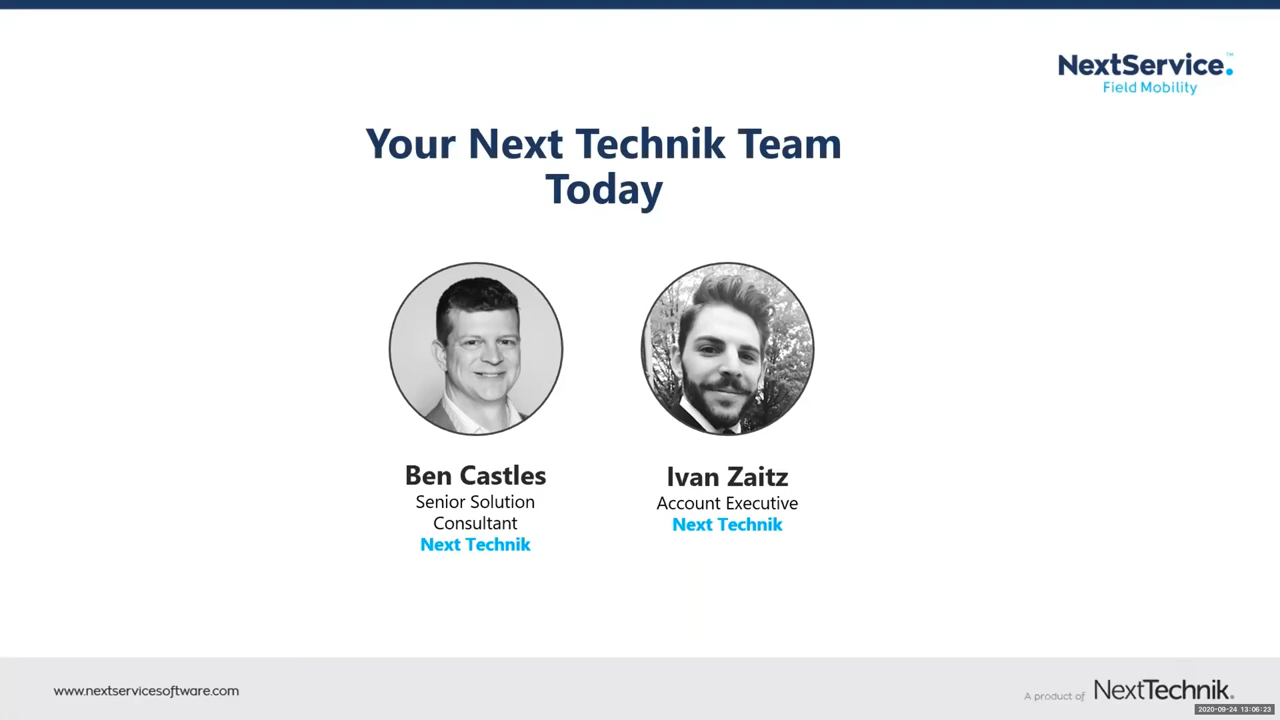 NextService.™
Field Mobility
Your Next Technik Team
Today
Ben Castles
Senior Solution
Consultant
Next Technik
Ivan Zaitz
Account Executive
Next Technik
www.nextservicesoftware.com
A product of NextTechnik.
2020-09-24 13:06:23